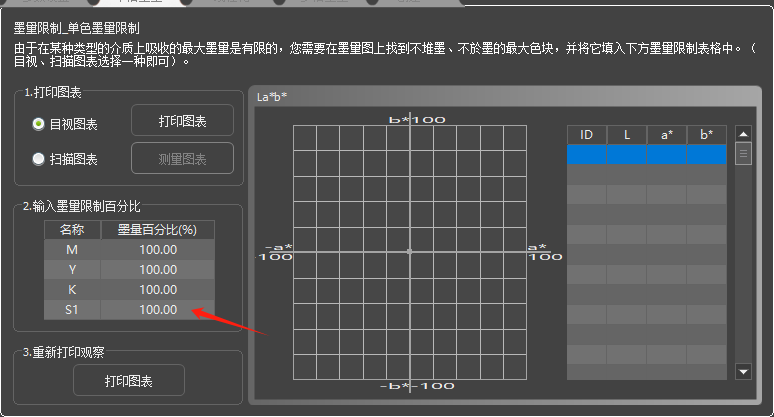 墨量限制_单色墨量限制
由于在某种类型的介质上吸收的最大墨量是有限的，您需要在墨量图上找到不堆墨、不於墨的最大色块，并将它填入下方墨量限制表格中。（
目视、扫描图表选择一种即可）。
1.打印图表
目视图表
打印图表
扫描图表
测量图表
2.输入墨量限制百分比
名称 墨量百分比(%)
M 100.00
Y 100.00
K 100.00
S1 100.00
3.重新打印观察
打印图表
La*b*
b*100
-a*
100
a*
100
-b*-100
ID L a* b*